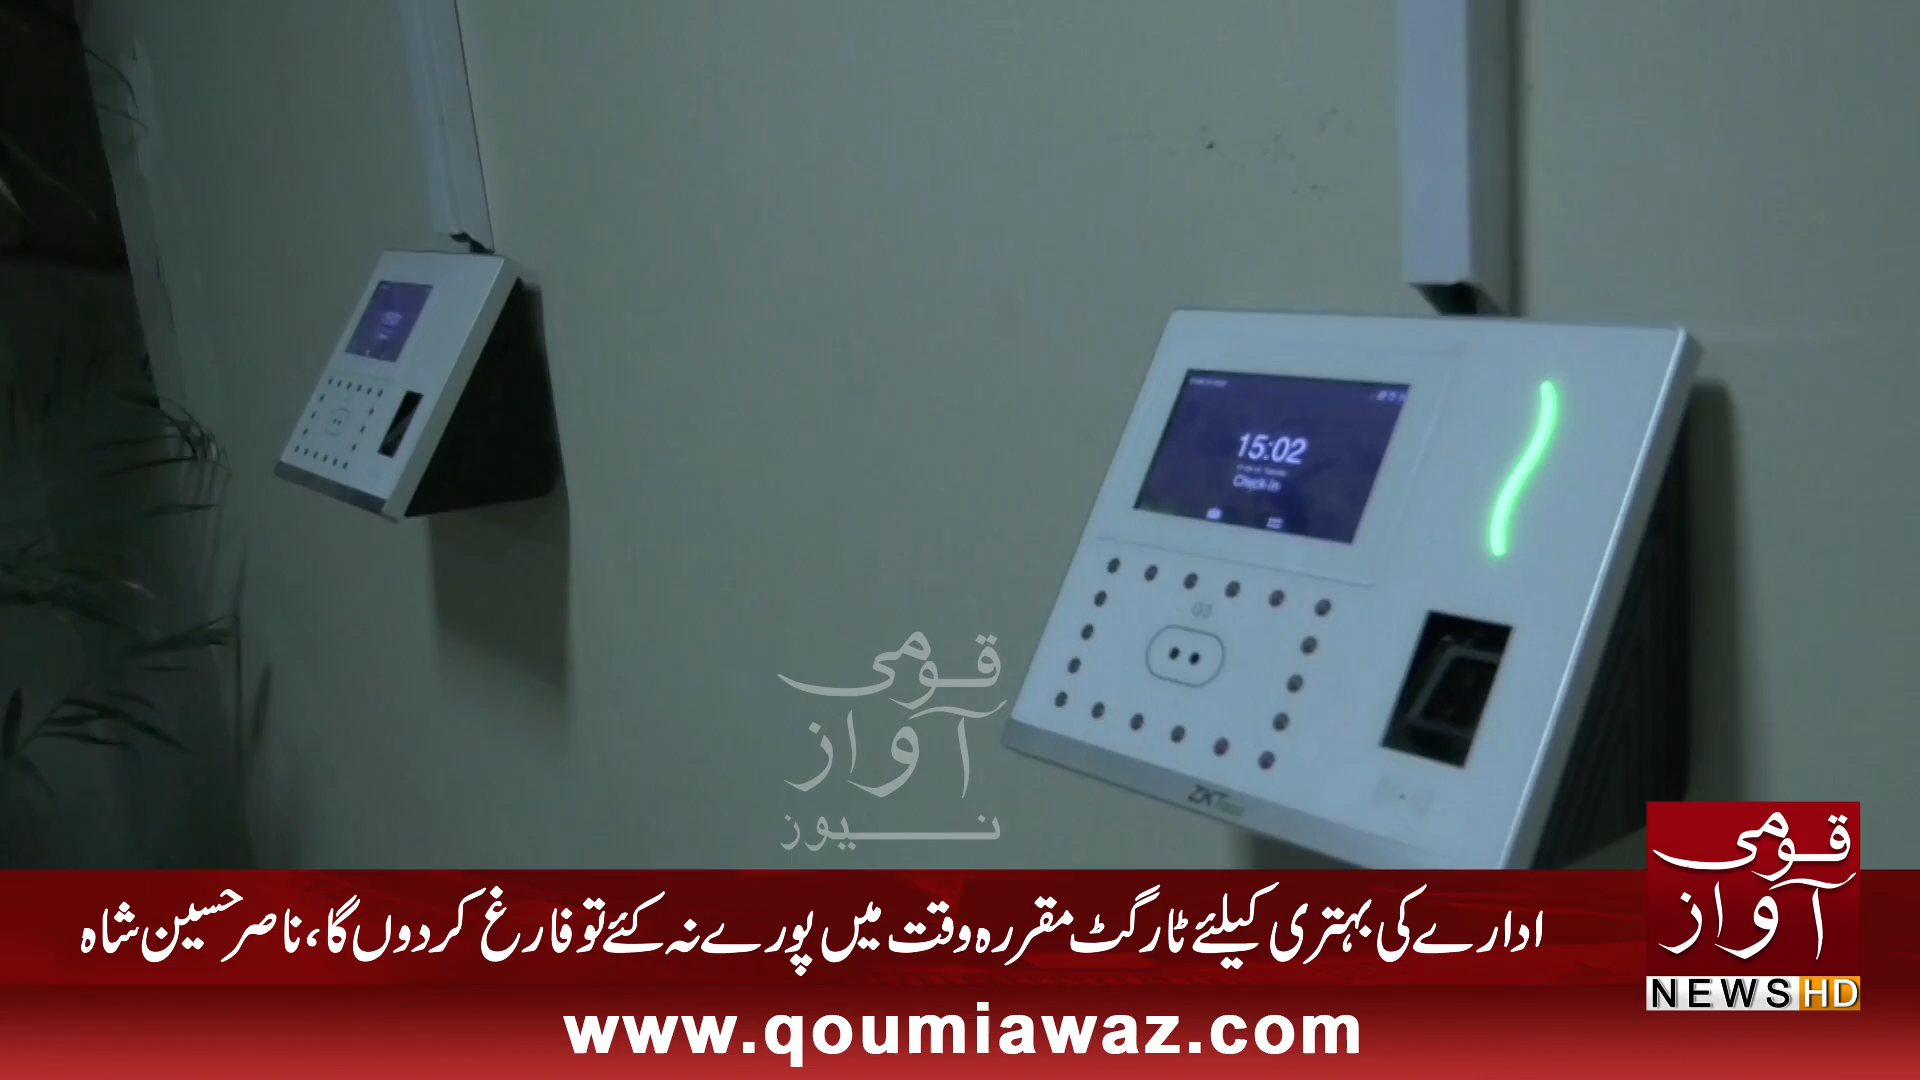 15:02
Check-In
G3
ZKTeco
قومی
آواز
نیوز
ادارے کی بہتری کیلئے ٹارگٹ مقررہ وقت میں پورے نہ کئے تو فارغ کردوں گا، ناصر حسین شاہ
قومی
آواز
NEWS HD
www.qoumiawaz.com